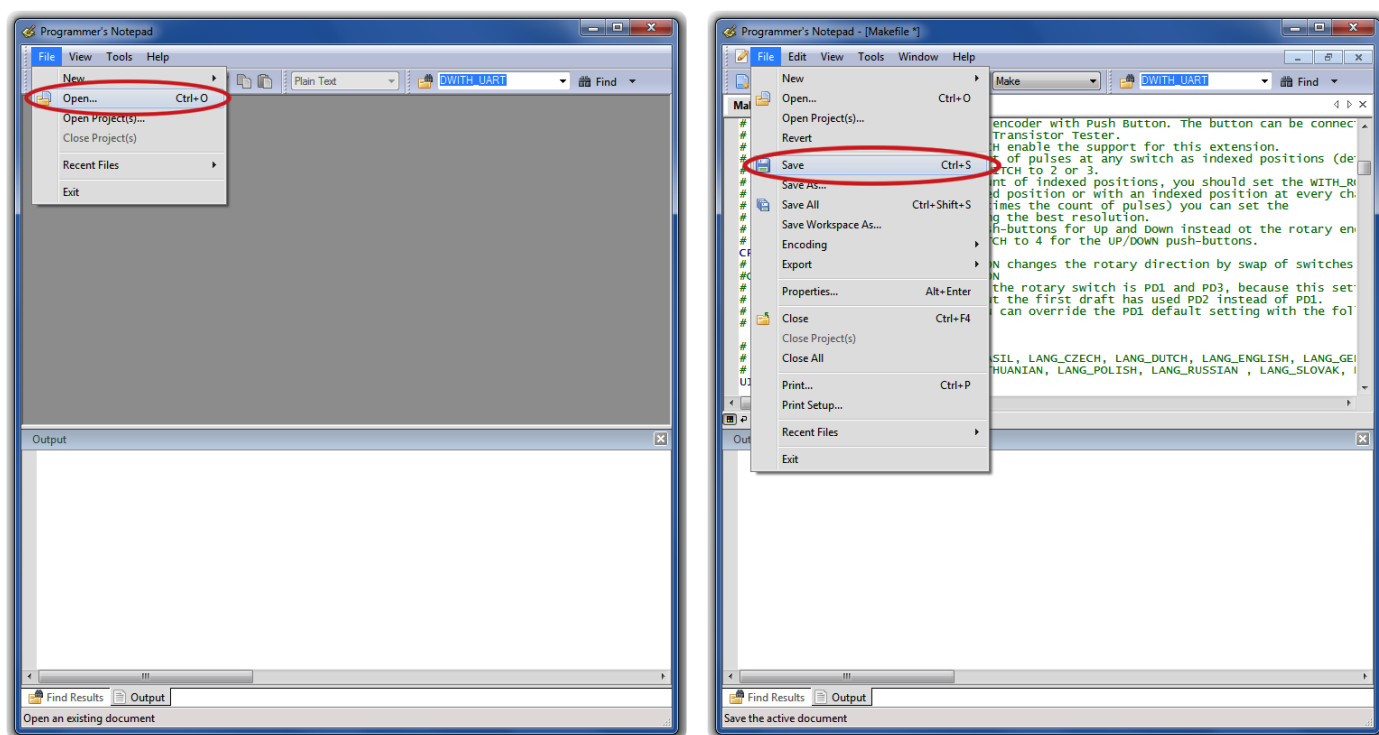 Programmer's Notepad
File View Tools Help
New
Plain Text
DWITH_UART
Find
Open... Ctrl+O
Open Project(s)...
Close Project(s)
Recent Files
Exit
Output
Find Results Output
Open an existing document
Programmer's Notepad - [Makefile *]
File Edit View Tools Window Help
New
Make
DWITH_UART
Find
Open... Ctrl+O
Open Project(s)...
Revert
Save Ctrl+S
Save As...
Save All Ctrl+Shift+S
Save Workspace As...
Encoding
Export
Properties... Alt+Enter
Close Ctrl+F4
Close Project(s)
Close All
Print... Ctrl+P
Print Setup...
Recent Files
Exit
# encoder with Push Button. The button can be connec
# Transistor Tester.
# H enable the support for this extension.
# of pulses at any switch as indexed positions (de
# TCH to 2 or 3.
# nt of indexed positions, you should set the WITH_R
# d position or with an indexed position at every ch
# times the count of pulses) you can set the
# g the best resolution.
# h-buttons for Up and Down instead ot the rotary en
# CH to 4 for the UP/DOWN push-buttons.
# ON changes the rotary direction by swap of switches
# the rotary switch is PD1 and PD3, because this set
# t the first draft has used PD2 instead of PD1.
# can override the PD1 default setting with the fol
# ASIL, LANG_CZECH, LANG_DUTCH, LANG_ENGLISH, LANG_GE
# THUANIAN, LANG_POLISH, LANG_RUSSIAN , LANG_SLOVAK,
Output
Find Results Output
Save the active document